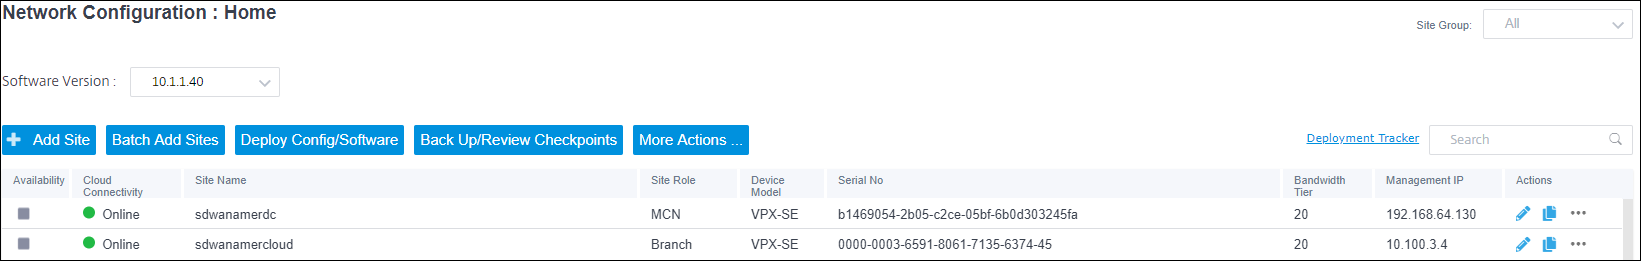 Network Configuration : Home
Site Group: All
Software Version : 10.1.1.40
+ Add Site Batch Add Sites Deploy Config/Software Back Up/Review Checkpoints More Actions ... Deployment Tracker Search
Availability Cloud Connectivity Site Name Site Role Device Model Serial No Bandwidth Tier Management IP Actions
Online sdwanamerdc MCN VPX-SE b1469054-2b05-c2ce-05bf-6b0d303245fa 20 192.168.64.130
Online sdwanamercloud Branch VPX-SE 0000-0003-6591-8061-7135-6374-45 20 10.100.3.4